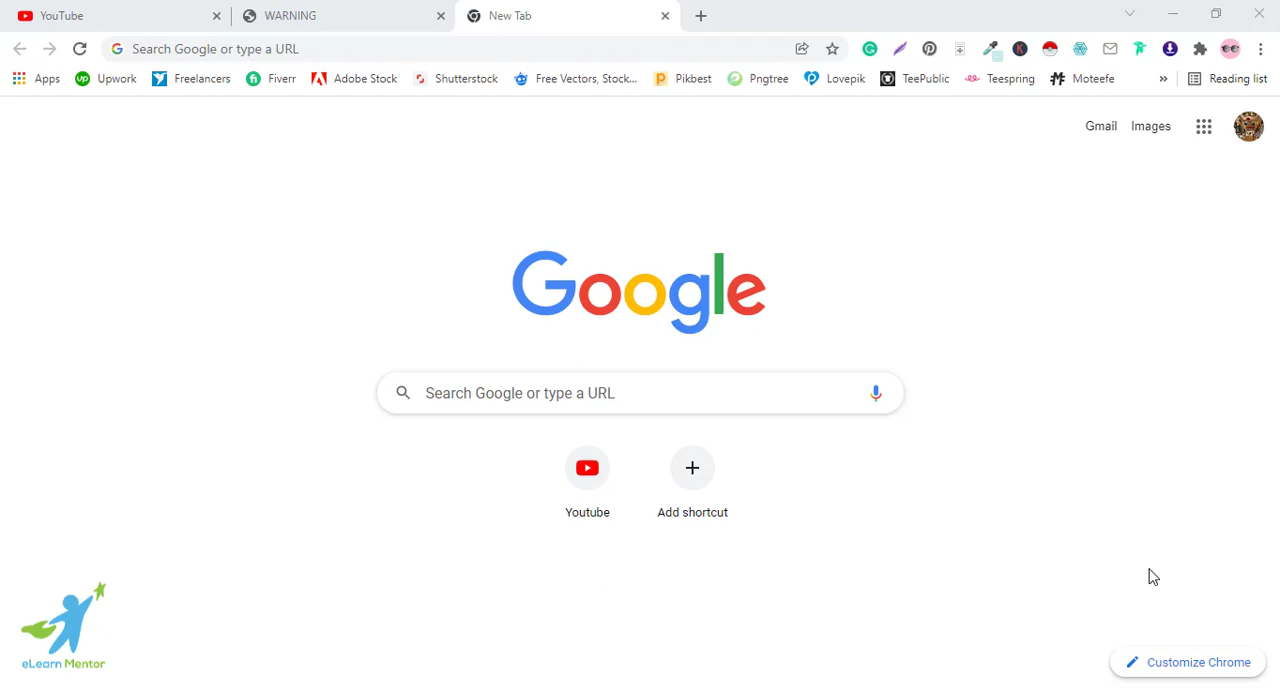 YouTube
WARNING
New Tab
Search Google or type a URL
Apps
Upwork
Freelancers
Fiverr
Adobe Stock
Shutterstock
Free Vectors, Stock...
Pikbest
Pngtree
Lovepik
TeePublic
Teespring
Moteefe
»
Reading list
Gmail
Images
Google
Search Google or type a URL
Youtube
Add shortcut
eLearn Mentor
Customize Chrome